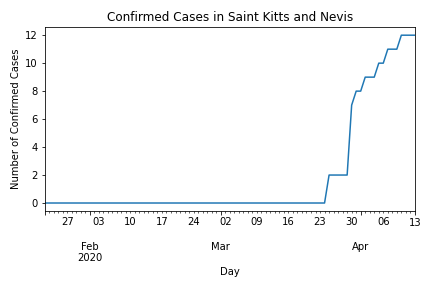 Confirmed Cases in Saint Kitts and Nevis
Number of Confirmed Cases
12
10
8
6
4
2
0
27 03 10 17 24 02 09 16 23 30 06 13
Feb Mar Apr
2020
Day